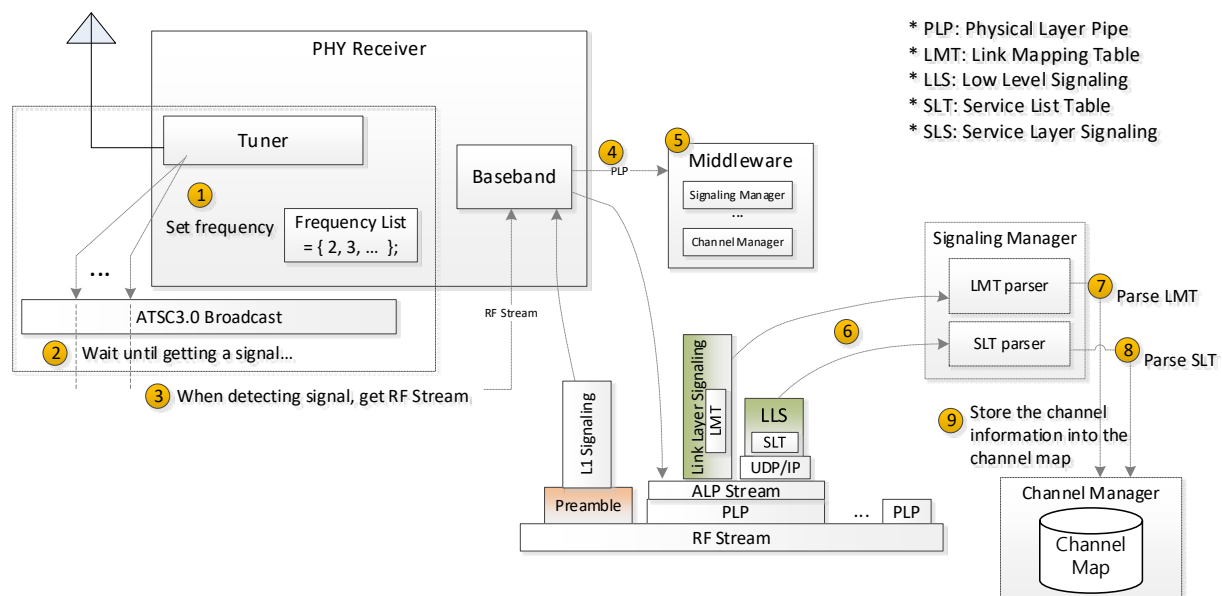 PHY Receiver
* PLP: Physical Layer Pipe
* LMT: Link Mapping Table
* LLS: Low Level Signaling
* SLT: Service List Table
* SLS: Service Layer Signaling
Tuner
1
Set frequency
Frequency List
= { 2, 3, ... };
Baseband
4
PLP
5
Middleware
Signaling Manager
...
Channel Manager
...
ATSC3.0 Broadcast
2 Wait until getting a signal...
3 When detecting signal, get RF Stream
RF Stream
Signaling Manager
LMT parser
7 Parse LMT
6
SLT parser
8 Parse SLT
L1 Signaling
Link Layer Signaling
LMT
LLS
SLT
UDP/IP
Preamble
ALP Stream
PLP
...
PLP
RF Stream
9 Store the channel
information into the
channel map
Channel Manager
Channel
Map